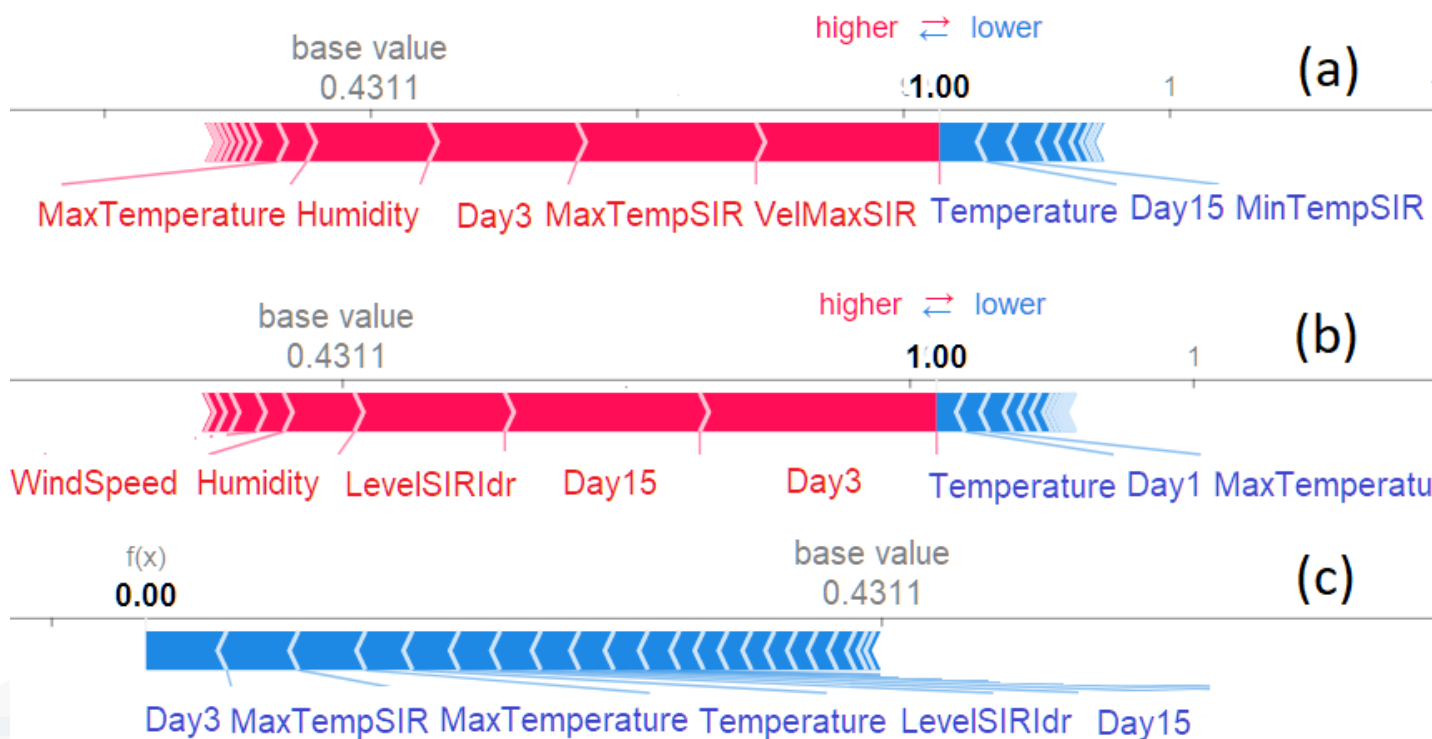 higher ⇄ lower
(a)
base value
0.4311
1.00
1
MaxTemperature Humidity Day3 MaxTempSIR VelMaxSIR Temperature Day15 MinTempSIR
higher ⇄ lower
(b)
base value
0.4311
1.00
1
WindSpeed Humidity LevelSIRIdr Day15 Day3 Temperature Day1 MaxTemperatu
f(x)
base value
(c)
0.00
0.4311
Day3 MaxTempSIR MaxTemperature Temperature LevelSIRIdr Day15